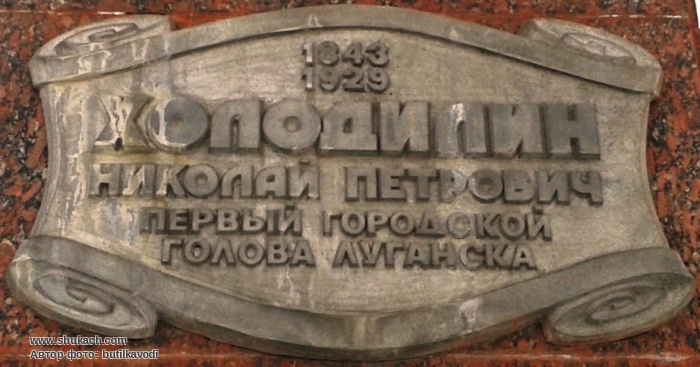 1843
1929
ХОЛОДИЛИН
НИКОЛАЙ ПЕТРОВИЧ
ПЕРВЫЙ ГОРОДСКОЙ
ГОЛОВА ЛУГАНСКА
www.shukach.com
Автор фото: butilkavodi